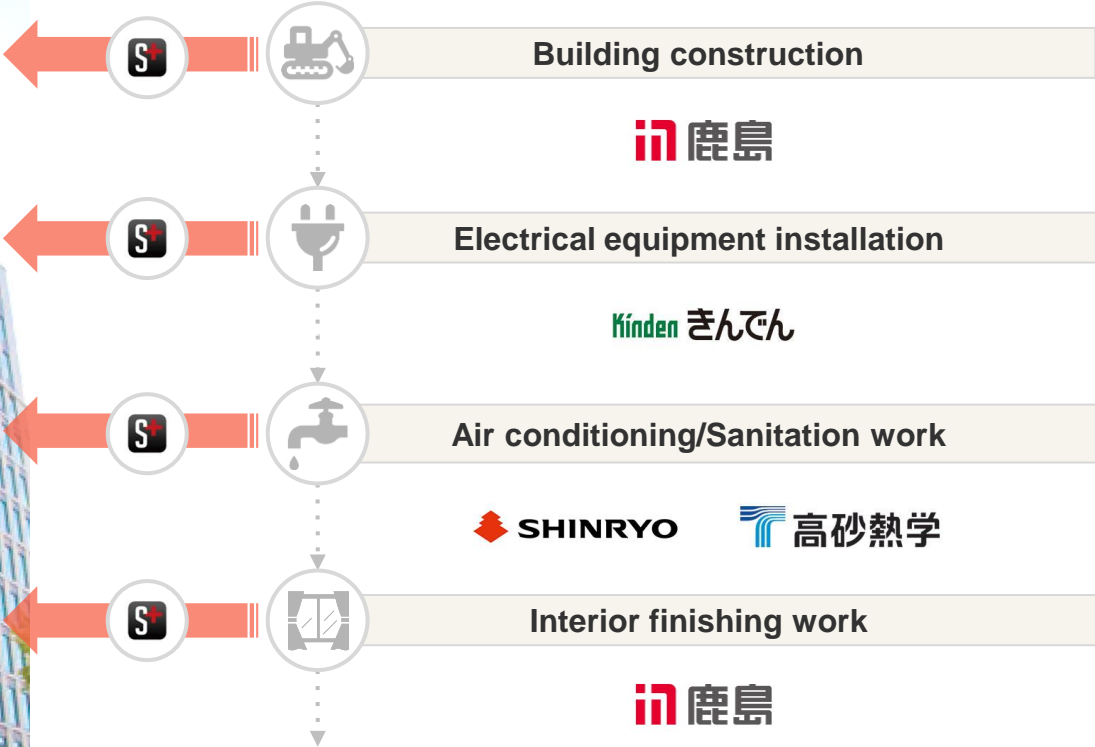 S+
Building construction
鹿島
S+
Electrical equipment installation
Kinden きんでん
S+
Air conditioning/Sanitation work
SHINRYO 高砂熱学
S+
Interior finishing work
鹿島